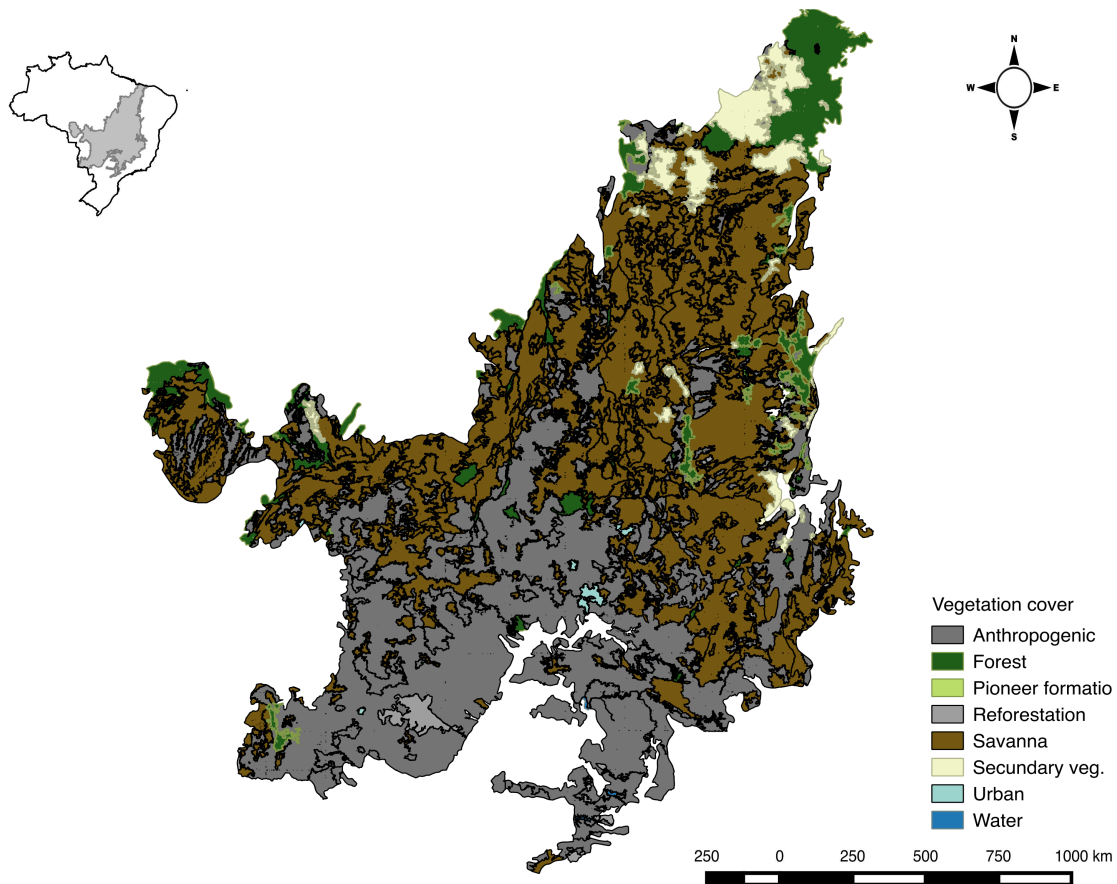 N
W E
S
Vegetation cover
Anthropogenic
Forest
Pioneer formatio
Reforestation
Savanna
Secundary veg.
Urban
Water
250 0 250 500 750 1000 km